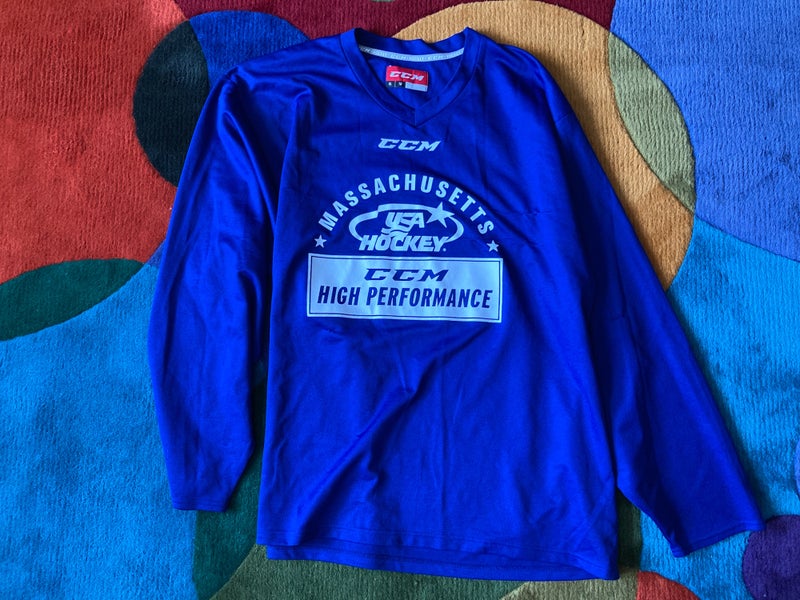 CCM
CCM
MASSACHUSETTS
USA
HOCKEY
CCM
HIGH PERFORMANCE